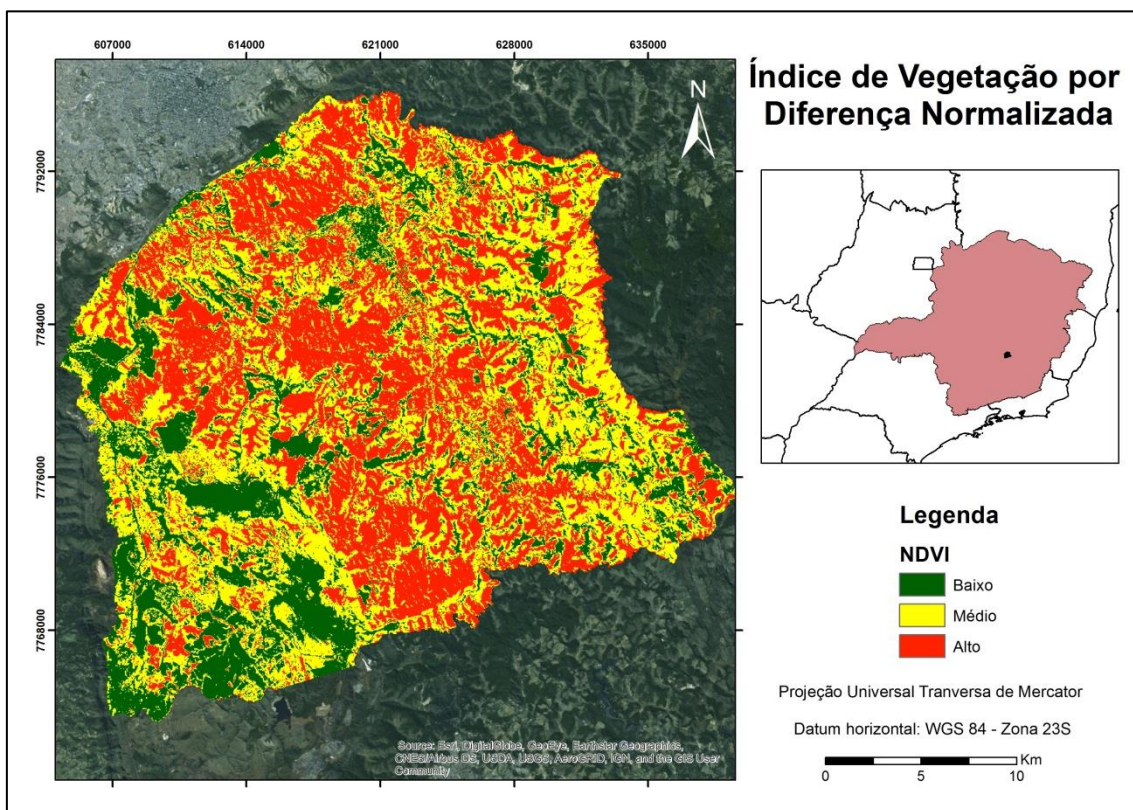 607000 614000 621000 628000 635000
Índice de Vegetação por
Diferença Normalizada
N
7792000
7784000
7776000
7768000
Legenda
NDVI
Baixo
Médio
Alto
Projeção Universal Tranversa de Mercator
Datum horizontal: WGS 84 - Zona 23S
Source: Esri, DigitalGlobe, GeoEye, Earthstar Geographics,
CNES/Airbus DS, USDA, USGS, AeroGRID, IGN, and the GIS User
Community
Km
0 5 10